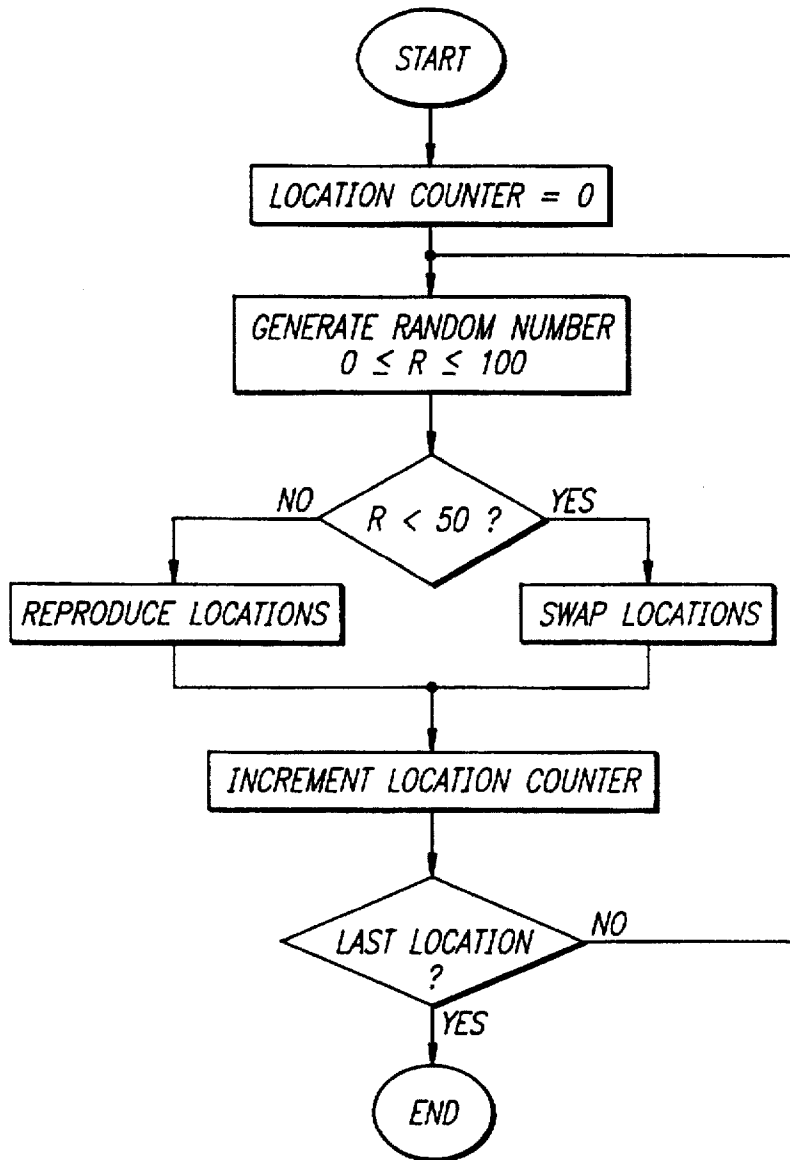 START
LOCATION COUNTER = 0
GENERATE RANDOM NUMBER
0 ≤ R ≤ 100
NO
R < 50 ?
YES
REPRODUCE LOCATIONS
SWAP LOCATIONS
INCREMENT LOCATION COUNTER
LAST LOCATION
?
NO
YES
END